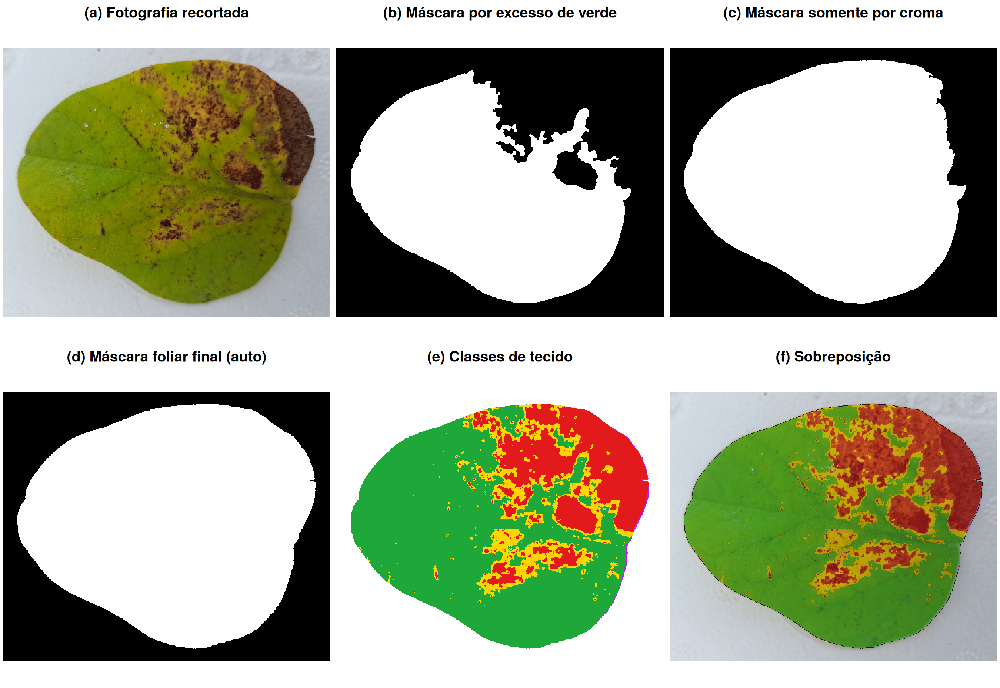 (a) Fotografia recortada
(b) Máscara por excesso de verde
(c) Máscara somente por croma
(d) Máscara foliar final (auto)
(e) Classes de tecido
(f) Sobreposição